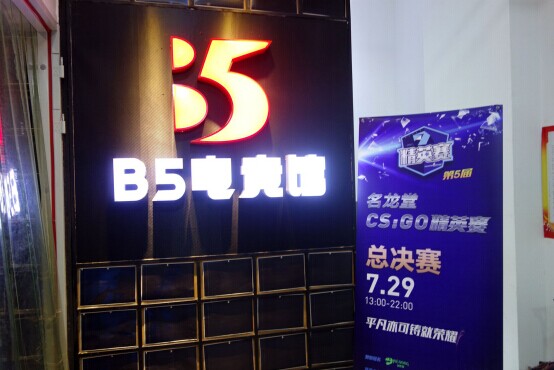 B5
B5电竞馆
精英赛
第5届
名龙堂
CS:GO精英赛
总决赛
7.29
13:00-22:00
平凡亦可铸就荣耀